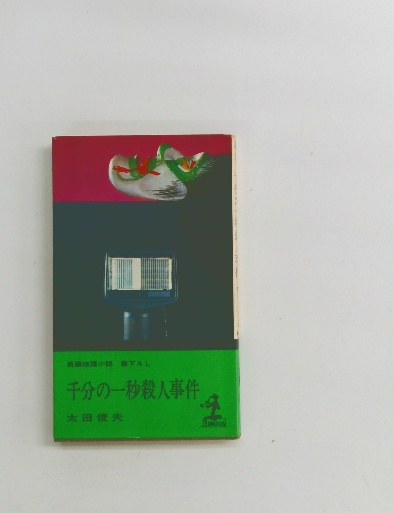 長編推理小説 書下ろし
千分の一秒殺人事件
太田俊夫